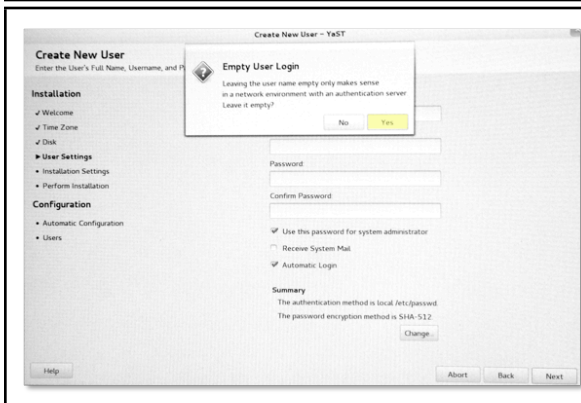 Create New User - YaST
Create New User
Enter the User's Full Name, Username, and
Empty User Login
Leaving the user name empty only makes sense
in a network environment with an authentication server
Leave it empty?
No Yes
Installation
✓ Welcome
✓ Time Zone
✓ Disk
▶ User Settings
• Installation Settings
• Perform Installation
Configuration
• Automatic Configuration
• Users
Password
Confirm Password
Use this password for system administrator
Receive System Mail
Automatic Login
Summary
The authentication method is local /etc/passwd.
The password encryption method is SHA-512.
Change...
Help Abort Back Next